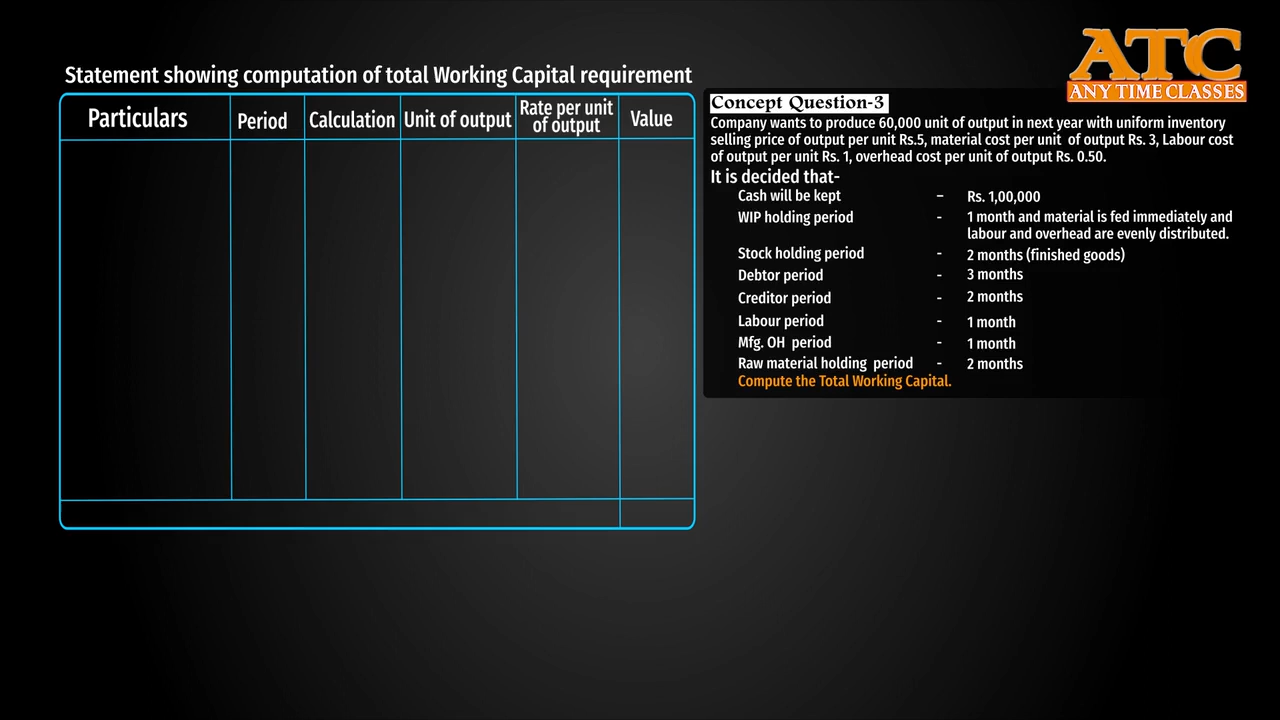 ATC
ANY TIME CLASSES
Statement showing computation of total Working Capital requirement
Particulars Period Calculation Unit of output Rate per unit of output Value
Concept Question-3
Company wants to produce 60,000 unit of output in next year with uniform inventory
selling price of output per unit Rs.5, material cost per unit of output Rs. 3, Labour cost
of output per unit Rs. 1, overhead cost per unit of output Rs. 0.50.
It is decided that-
Cash will be kept – Rs. 1,00,000
WIP holding period - 1 month and material is fed immediately and
labour and overhead are evenly distributed.
Stock holding period - 2 months (finished goods)
Debtor period - 3 months
Creditor period - 2 months
Labour period - 1 month
Mfg. OH period - 1 month
Raw material holding period - 2 months
Compute the Total Working Capital.